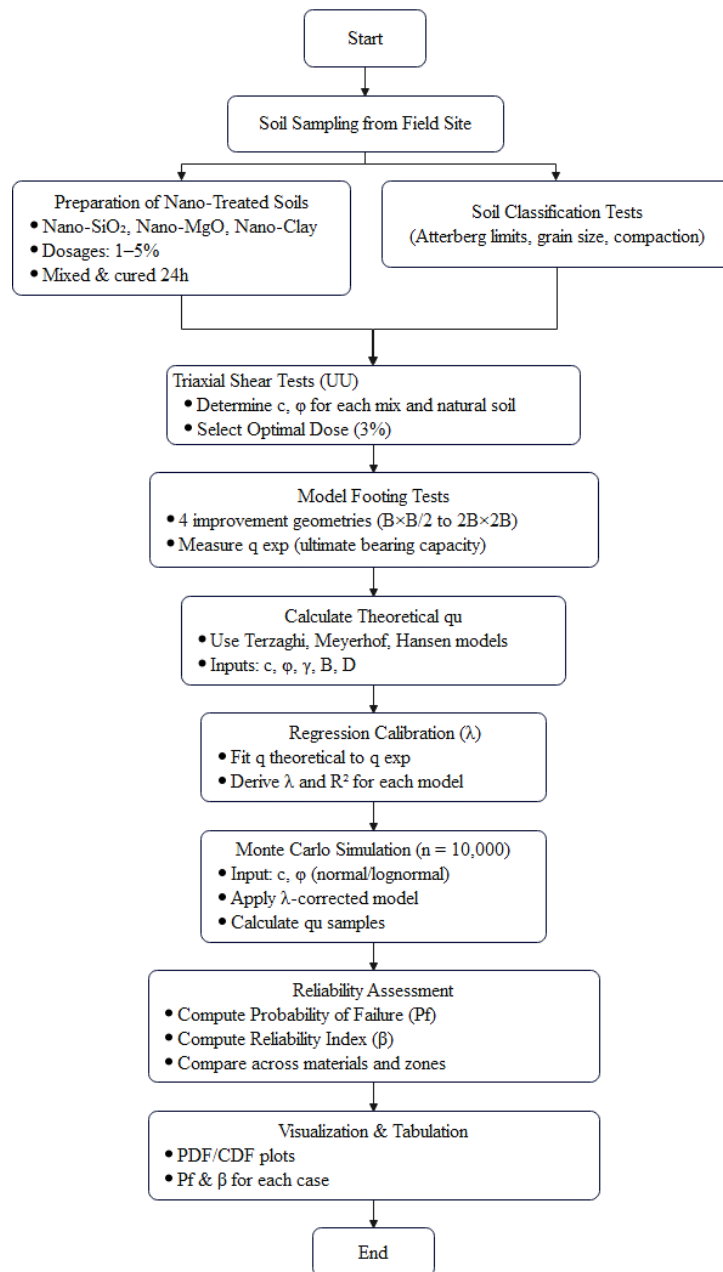 Start
Soil Sampling from Field Site
Preparation of Nano-Treated Soils
● Nano-SiO₂, Nano-MgO, Nano-Clay
● Dosages: 1–5%
● Mixed & cured 24h
Soil Classification Tests
(Atterberg limits, grain size, compaction)
Triaxial Shear Tests (UU)
● Determine c, φ for each mix and natural soil
● Select Optimal Dose (3%)
Model Footing Tests
● 4 improvement geometries (B×B/2 to 2B×2B)
● Measure q exp (ultimate bearing capacity)
Calculate Theoretical qu
● Use Terzaghi, Meyerhof, Hansen models
● Inputs: c, φ, γ, B, D
Regression Calibration (λ)
● Fit q theoretical to q exp
● Derive λ and R² for each model
Monte Carlo Simulation (n = 10,000)
● Input: c, φ (normal/lognormal)
● Apply λ-corrected model
● Calculate qu samples
Reliability Assessment
● Compute Probability of Failure (Pf)
● Compute Reliability Index (β)
● Compare across materials and zones
Visualization & Tabulation
● PDF/CDF plots
● Pf & β for each case
End